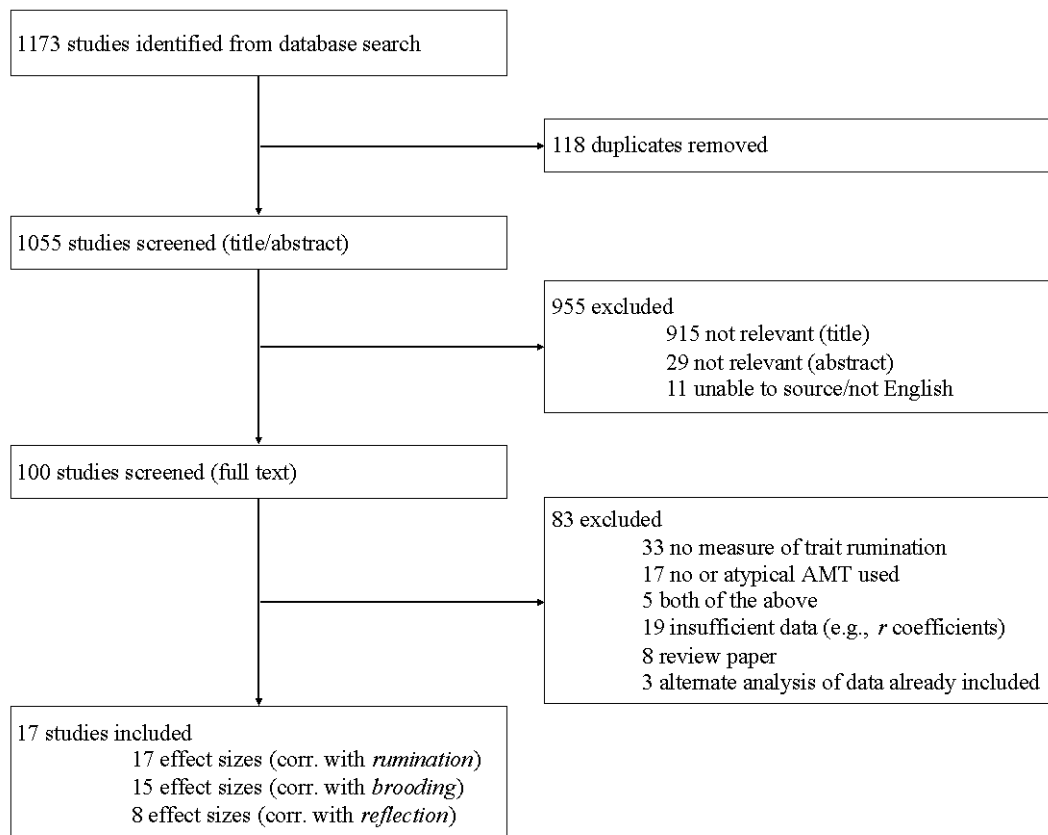 1173 studies identified from database search
118 duplicates removed
1055 studies screened (title/abstract)
955 excluded
915 not relevant (title)
29 not relevant (abstract)
11 unable to source/not English
100 studies screened (full text)
83 excluded
33 no measure of trait rumination
17 no or atypical AMT used
5 both of the above
19 insufficient data (e.g., r coefficients)
8 review paper
3 alternate analysis of data already included
17 studies included
17 effect sizes (corr. with rumination)
15 effect sizes (corr. with brooding)
8 effect sizes (corr. with reflection)